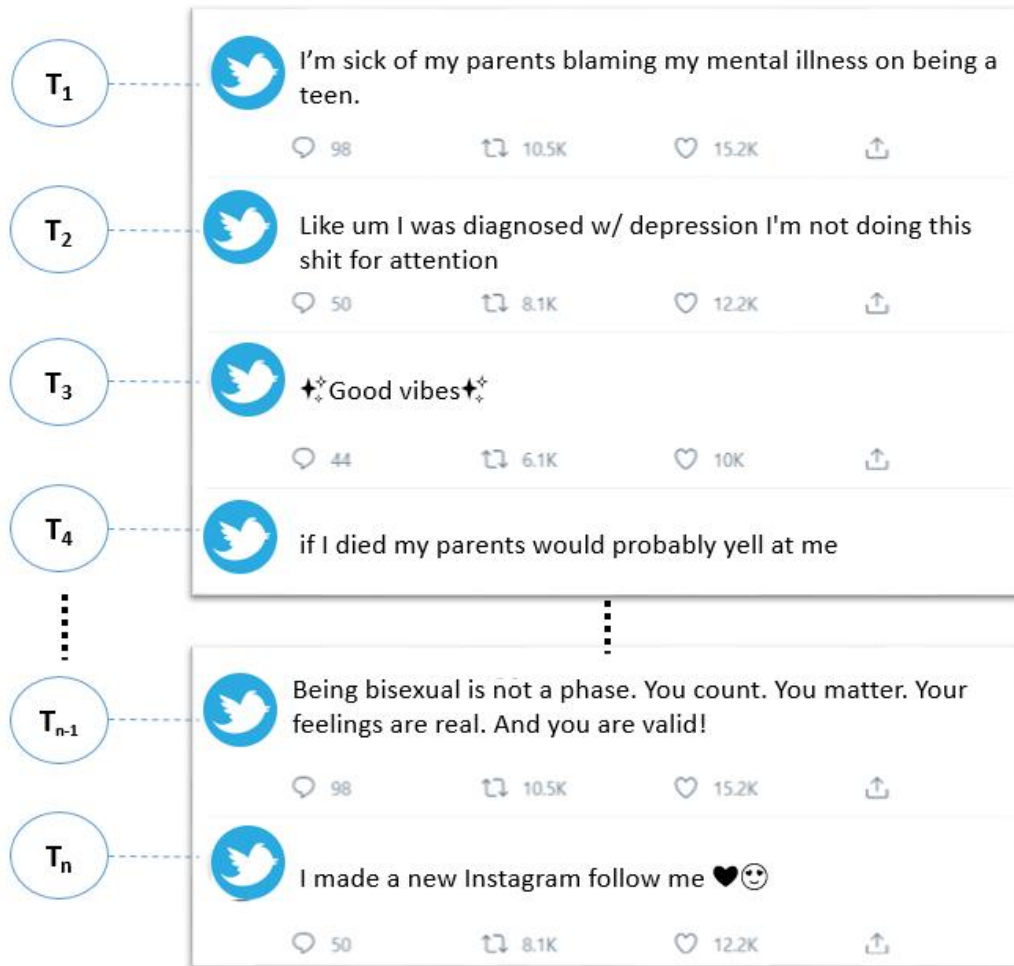 T1
I’m sick of my parents blaming my mental illness on being a
teen.
98 10.5K 15.2K
T2
Like um I was diagnosed w/ depression I'm not doing this
shit for attention
50 8.1K 12.2K
T3
Good vibes
44 6.1K 10K
T4
if I died my parents would probably yell at me
Tn-1
Being bisexual is not a phase. You count. You matter. Your
feelings are real. And you are valid!
98 10.5K 15.2K
Tn
I made a new Instagram follow me
50 8.1K 12.2K